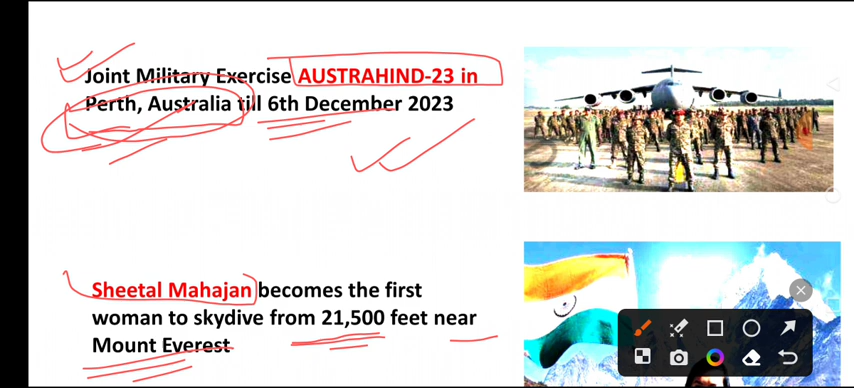 Joint Military Exercise AUSTRAHIND-23 in
Perth, Australia till 6th December 2023
Sheetal Mahajan becomes the first
woman to skydive from 21,500 feet near
Mount Everest